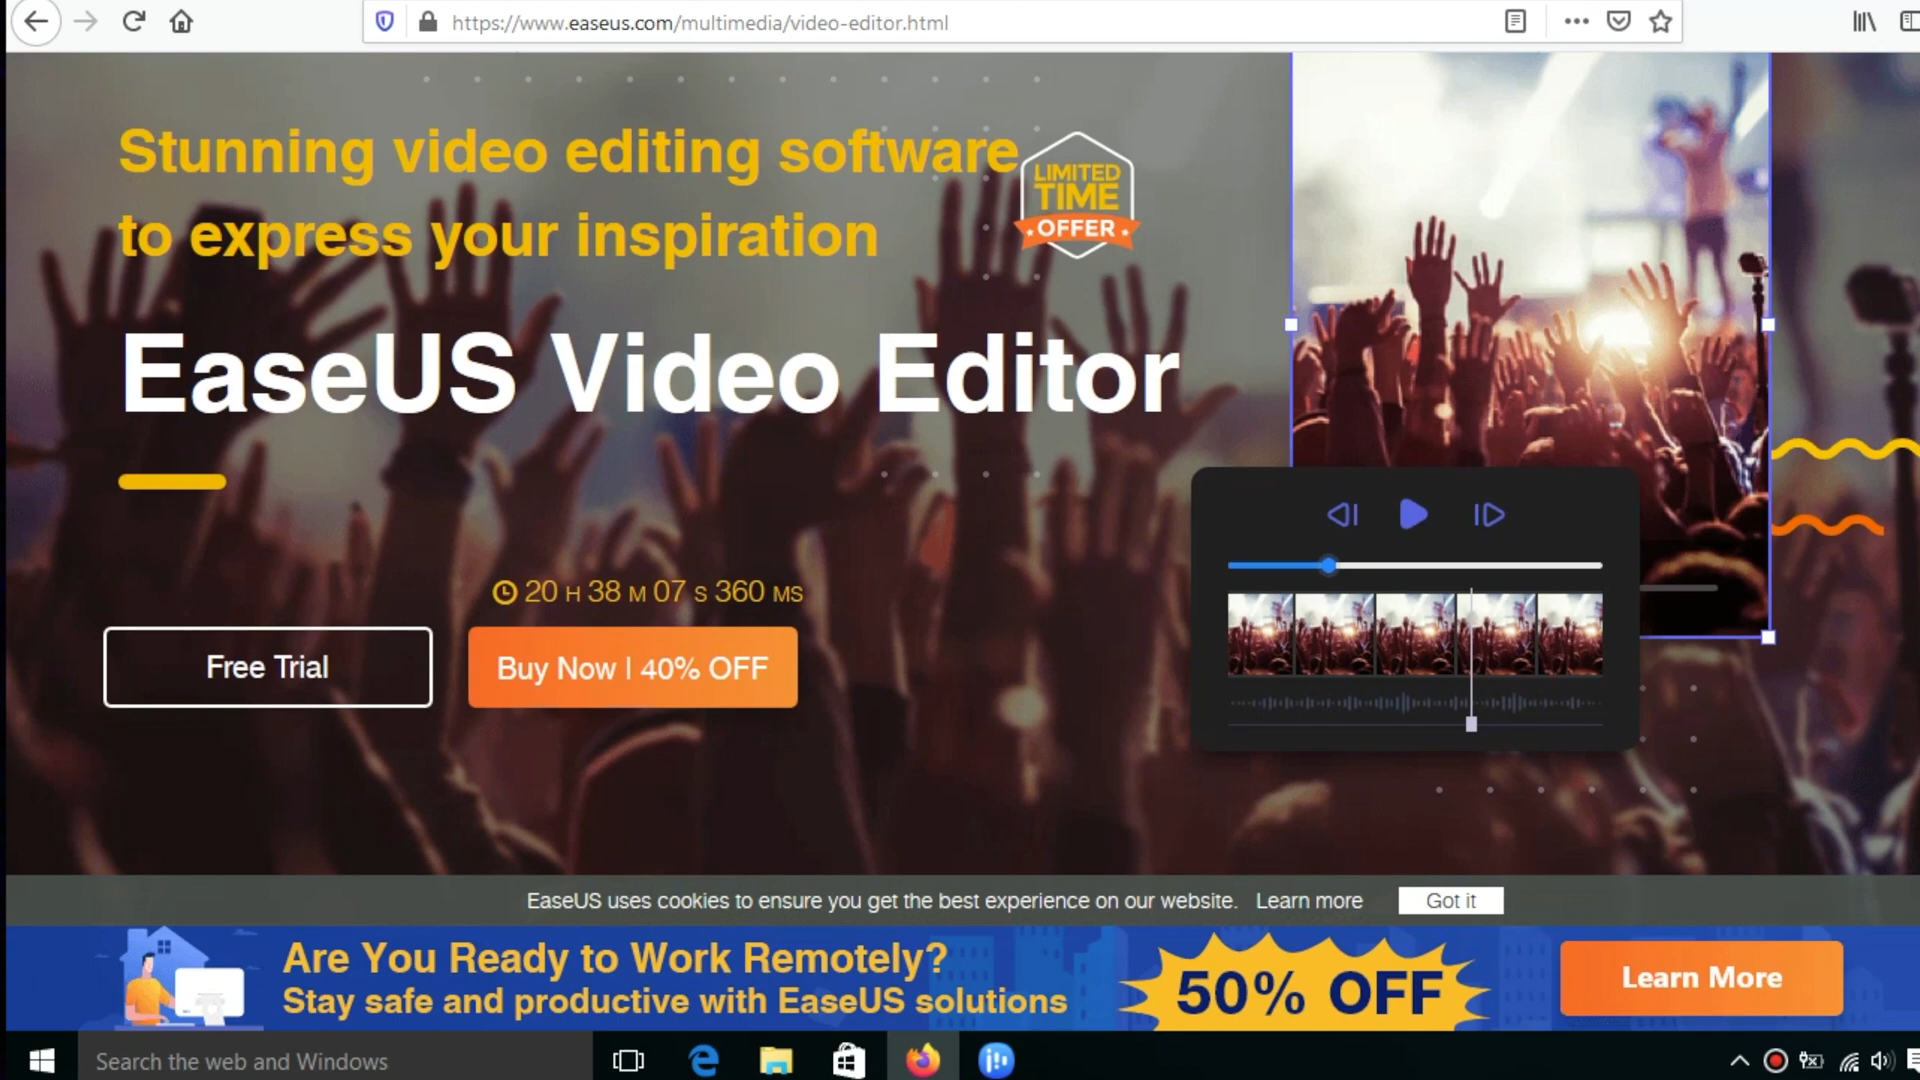 https://www.easeus.com/multimedia/video-editor.html
Stunning video editing software
to express your inspiration
LIMITED
TIME
OFFER
EaseUS Video Editor
20 H 38 M 07 S 360 MS
Free Trial
Buy Now | 40% OFF
EaseUS uses cookies to ensure you get the best experience on our website. Learn more Got it
Are You Ready to Work Remotely?
Stay safe and productive with EaseUS solutions
50% OFF
Learn More
Search the web and Windows